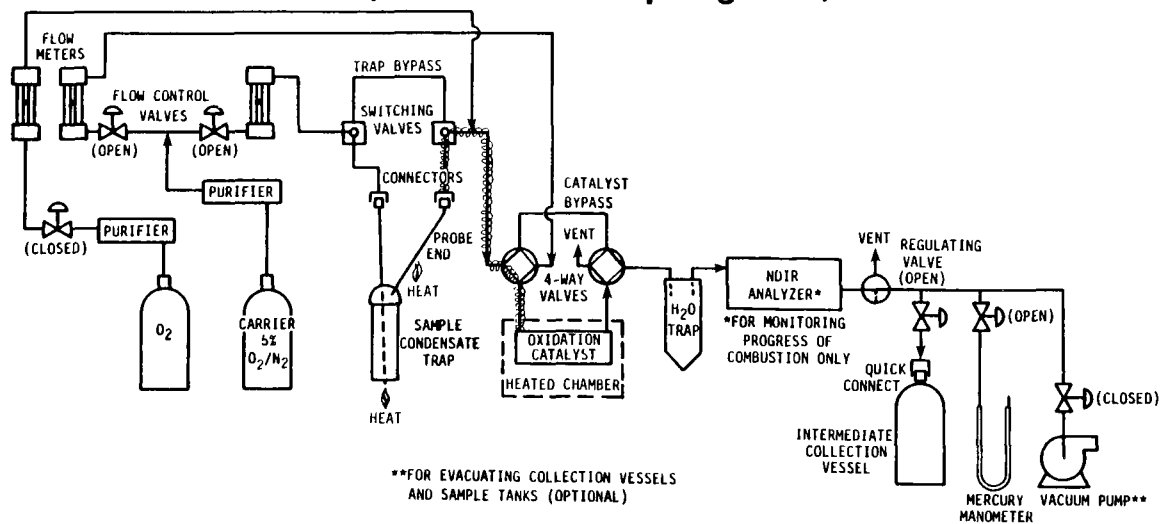 FLOW
METERS
FLOW CONTROL
VALVES
(OPEN)
(OPEN)
TRAP BYPASS
SWITCHING
VALVES
CONNECTORS
PURIFIER
PURIFIER
(CLOSED)
O2
CARRIER
5%
O2/N2
PROBE
END
HEAT
SAMPLE
CONDENSATE
TRAP
HEAT
CATALYST
BYPASS
VENT
4-WAY
VALVES
OXIDATION
CATALYST
HEATED CHAMBER
H2O
TRAP
NDIR
ANALYZER*
*FOR MONITORING
PROGRESS OF
COMBUSTION ONLY
VENT
REGULATING
VALVE
(OPEN)
(OPEN)
QUICK
CONNECT
(CLOSED)
INTERMEDIATE
COLLECTION
VESSEL
MERCURY
MANOMETER
VACUUM PUMP**
**FOR EVACUATING COLLECTION VESSELS
AND SAMPLE TANKS (OPTIONAL)